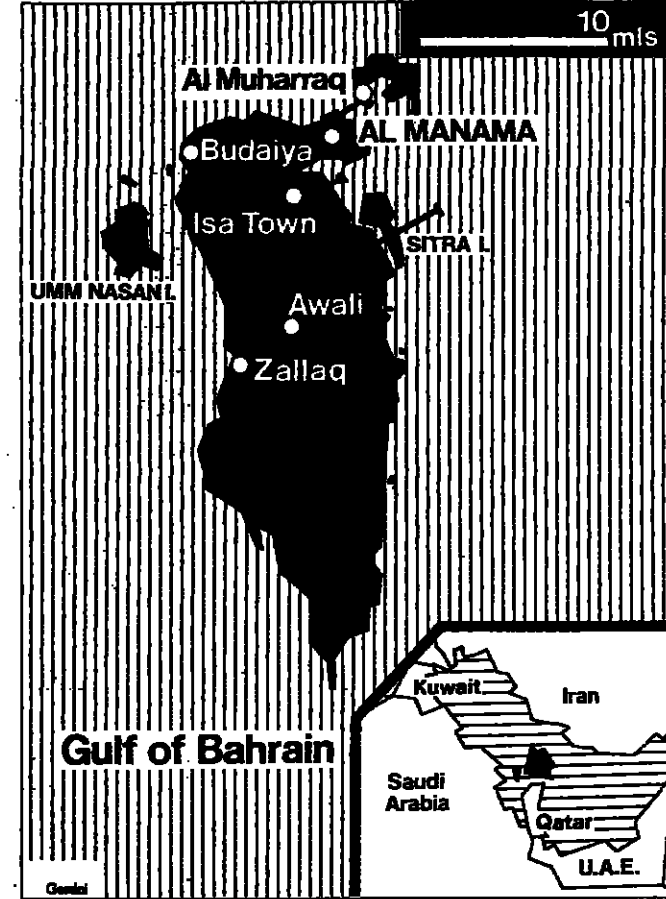 10
mls
Al Muharraq
AL MANAMA
Budaiya
Isa Town
SITRA I.
UMM NASAN I.
Awali
Zallaq
Gulf of Bahrain
Kuwait
Iran
Saudi
Arabia
Qatar
U.A.E.
Gemini